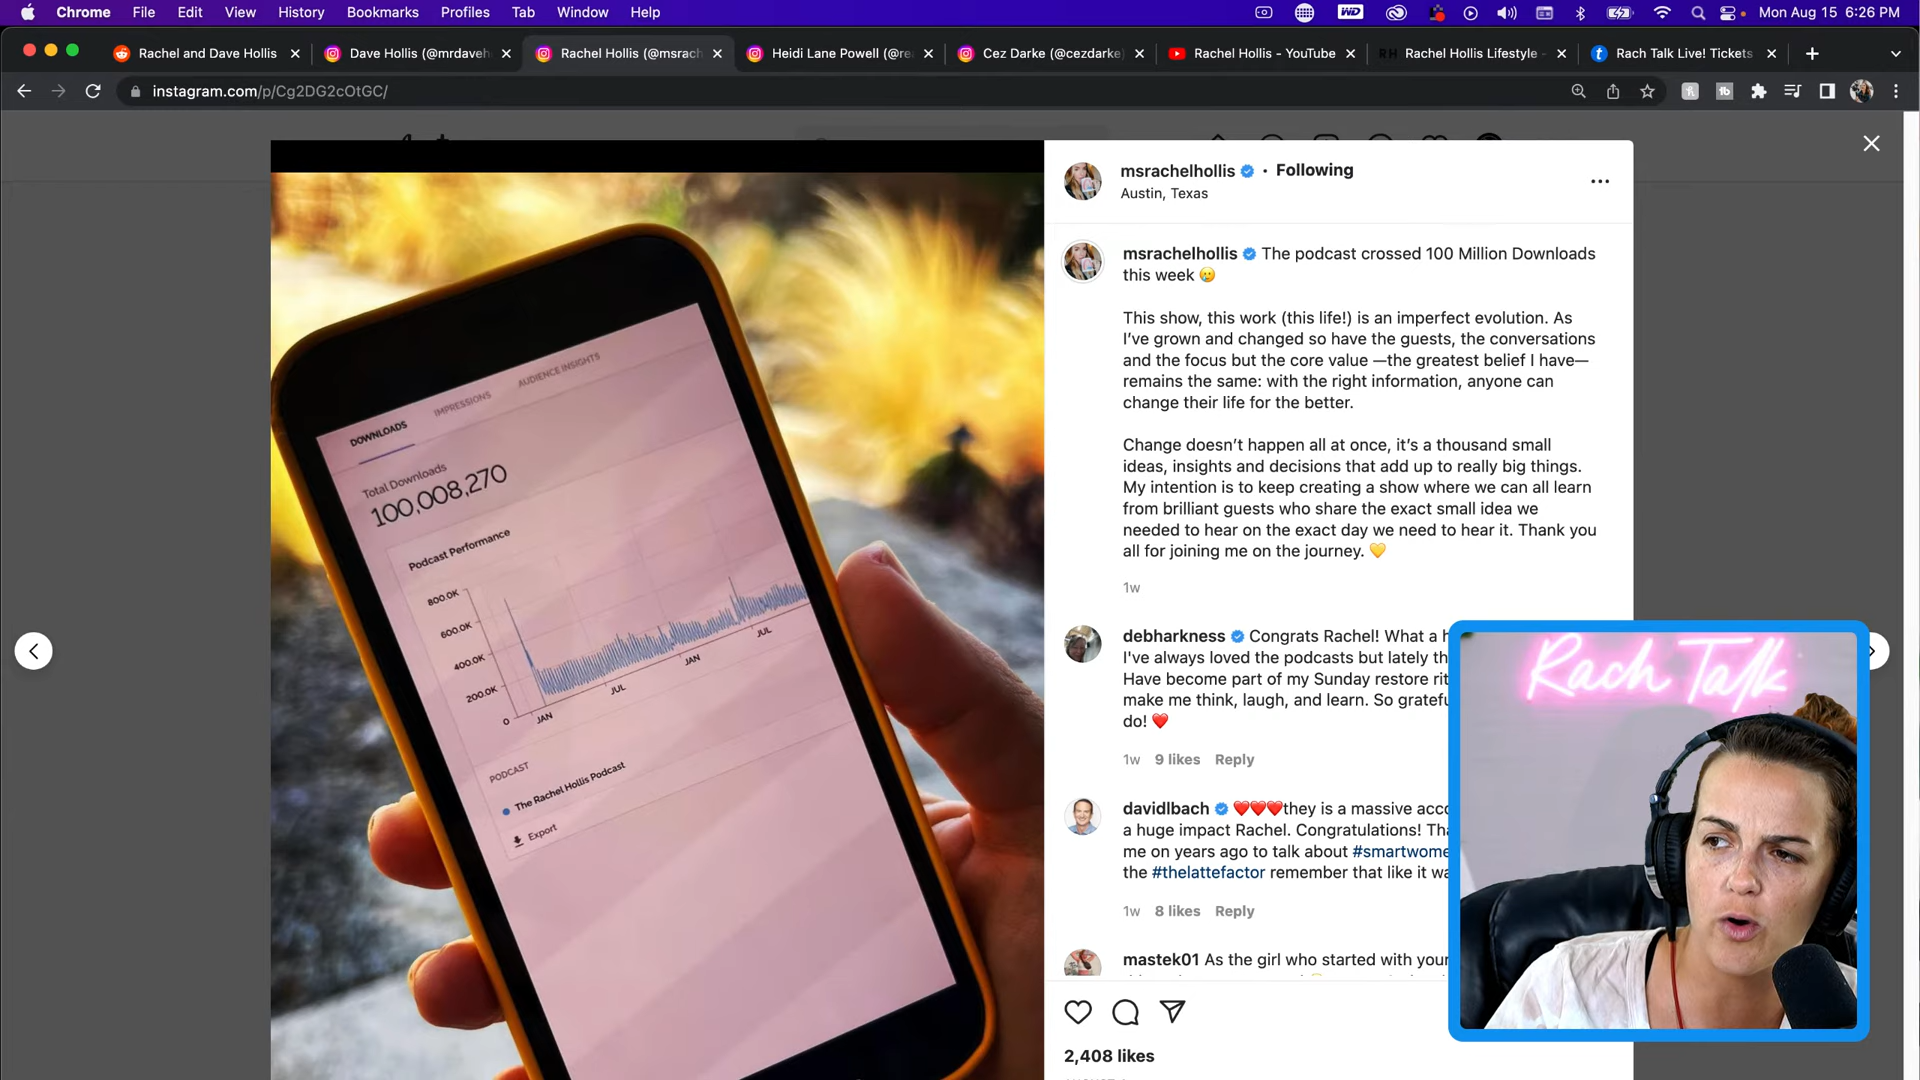 Chrome File Edit View History Bookmarks Profiles Tab Window Help
Mon Aug 15 6:26 PM
Rachel and Dave Hollis
Dave Hollis (@mrdaveh
Rachel Hollis (@msrach
Heidi Lane Powell (@re
Cez Darke (@cezdarke)
Rachel Hollis - YouTube
Rachel Hollis Lifestyle -
Rach Talk Live! Tickets
instagram.com/p/Cg2DG2cOtGC/
msrachelhollis · Following
Austin, Texas
msrachelhollis The podcast crossed 100 Million Downloads
this week 🥲
This show, this work (this life!) is an imperfect evolution. As
I’ve grown and changed so have the guests, the conversations
and the focus but the core value —the greatest belief I have—
remains the same: with the right information, anyone can
change their life for the better.
Change doesn’t happen all at once, it’s a thousand small
ideas, insights and decisions that add up to really big things.
My intention is to keep creating a show where we can all learn
from brilliant guests who share the exact small idea we
needed to hear on the exact day we need to hear it. Thank you
all for joining me on the journey. 💛
1w
debharkness Congrats Rachel! What a h
I've always loved the podcasts but lately th
Have become part of my Sunday restore rit
make me think, laugh, and learn. So gratefu
do! ❤️
1w 9 likes Reply
davidlbach ❤️❤️❤️they is a massive acco
a huge impact Rachel. Congratulations! Tha
me on years ago to talk about #smartwome
the #thelattefactor remember that like it wa
1w 8 likes Reply
mastek01 As the girl who started with your
2,408 likes
DOWNLOADS
IMPRESSIONS
AUDIENCE INSIGHTS
Total Downloads
100,008,270
Podcast Performance
800.0K
600.0K
400.0K
200.0K
0
JAN
JUL
JAN
JUL
PODCAST
The Rachel Hollis Podcast
Export
Rach Talk